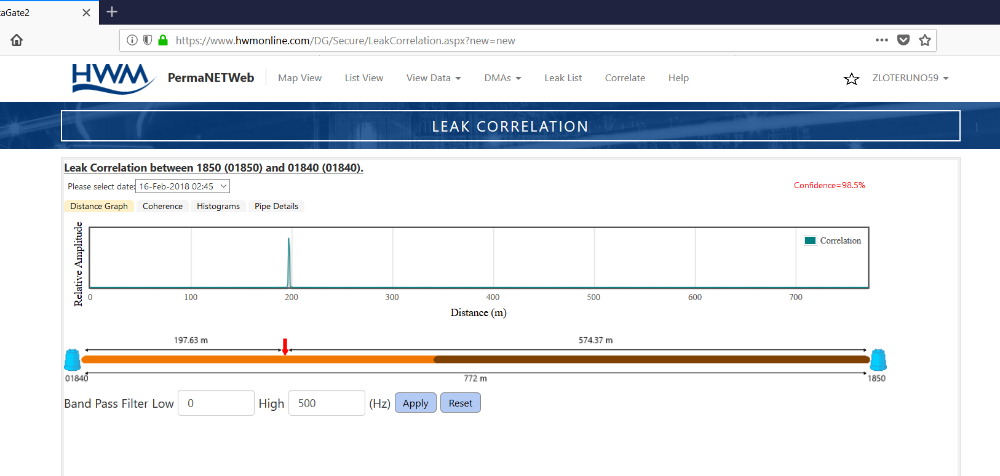 aGate2
https://www.hwmonline.com/DG/Secure/LeakCorrelation.aspx?new=new
HWM PermaNETWeb Map View List View View Data DMAs Leak List Correlate Help ZLOTERUNO59
LEAK CORRELATION
Leak Correlation between 1850 (01850) and 01840 (01840).
Please select date: 16-Feb-2018 02:45 Confidence=98.5%
Distance Graph Coherence Histograms Pipe Details
Relative Amplitude
Correlation
0 100 200 300 400 500 600 700
Distance (m)
197.63 m 574.37 m
01840 772 m 1850
Band Pass Filter Low 0 High 500 (Hz) Apply Reset